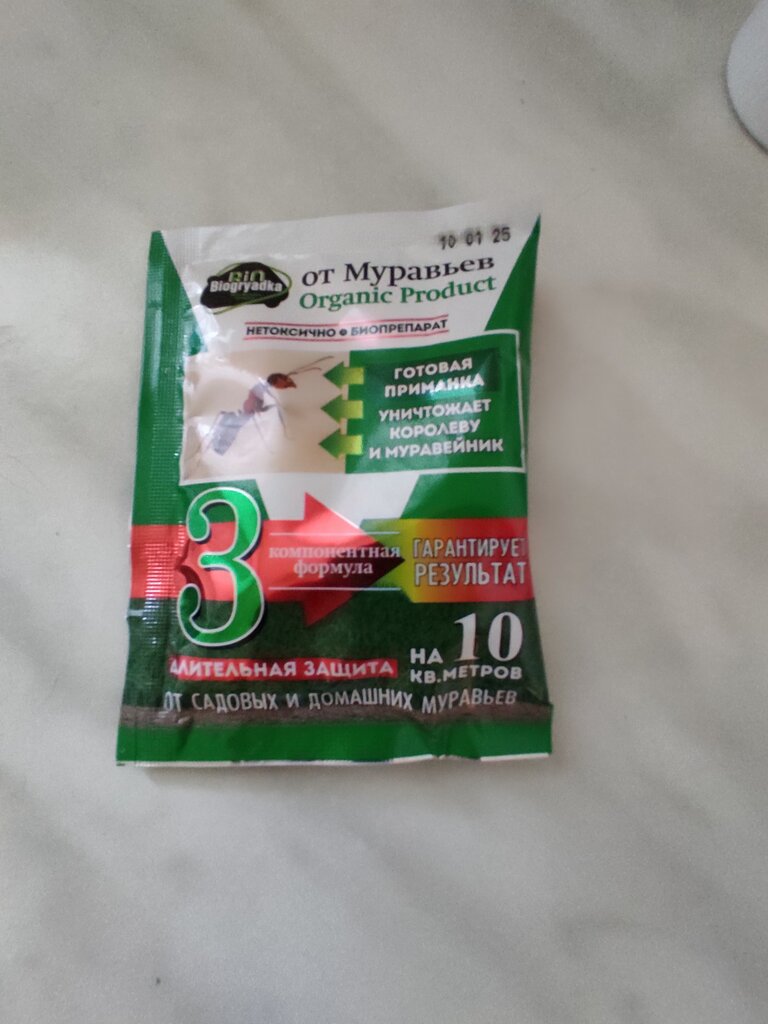 10 01 25
BiO
Biogryadka
от Муравьев
Organic Product
НЕТОКСИЧНО • БИОПРЕПАРАТ
ГОТОВАЯ
ПРИМАНКА
УНИЧТОЖАЕТ
КОРОЛЕВУ
И МУРАВЕЙНИК
3
компонентная
формула
ГАРАНТИРУЕТ
РЕЗУЛЬТАТ
ДЛИТЕЛЬНАЯ ЗАЩИТА
НА 10
КВ.МЕТРОВ
ОТ САДОВЫХ И ДОМАШНИХ МУРАВЬЕВ